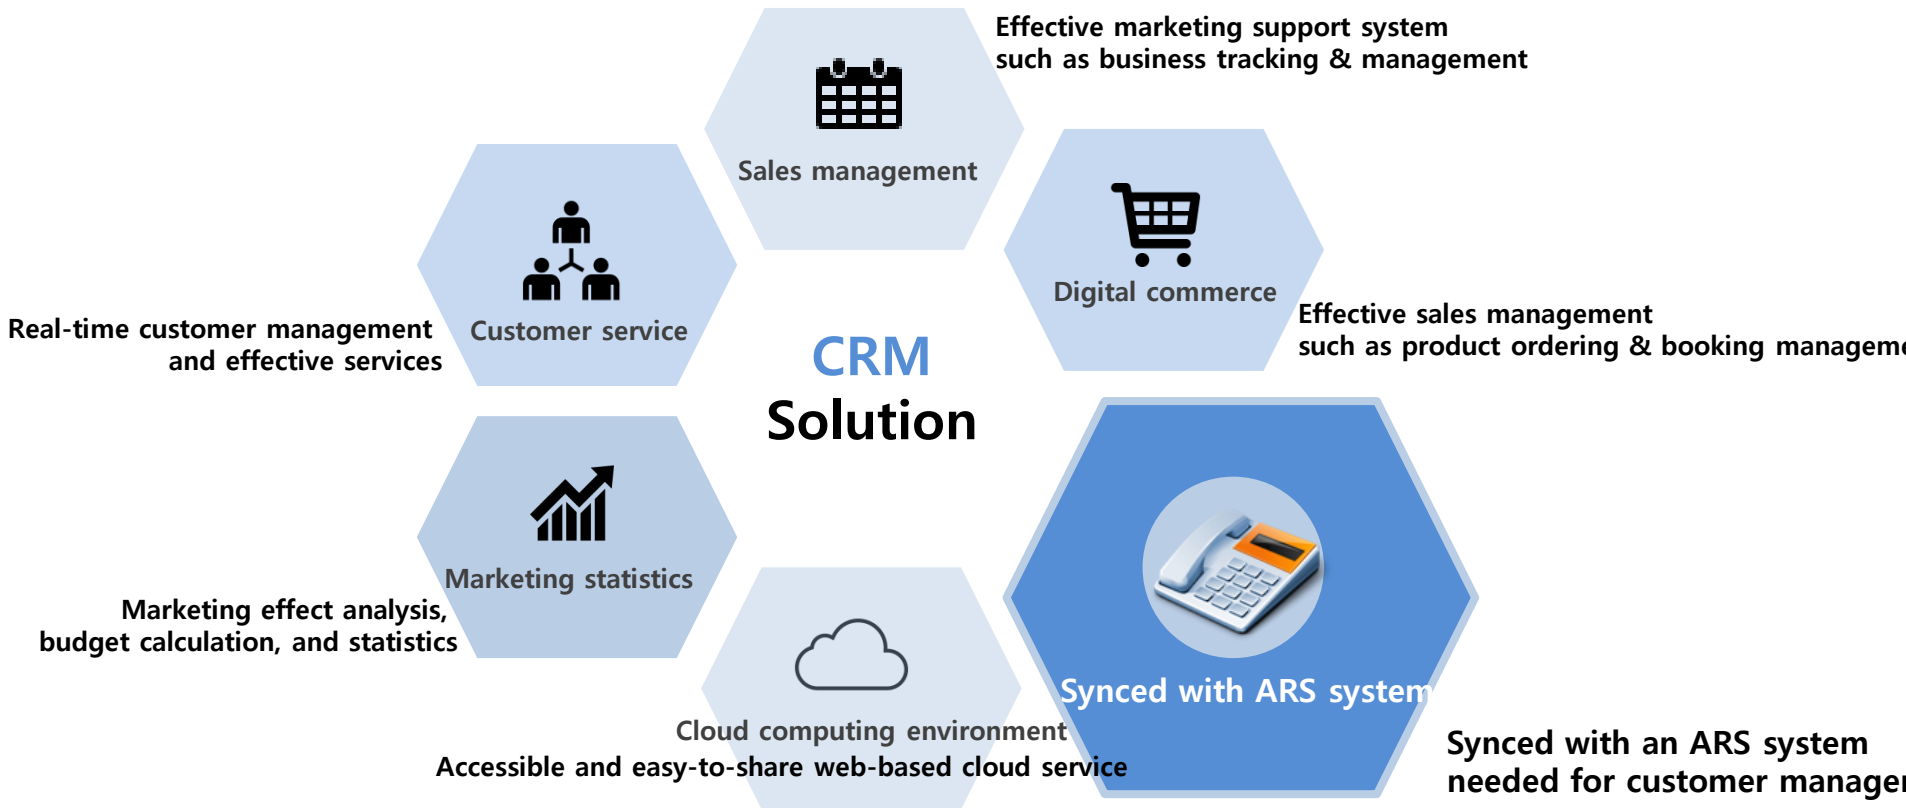 Effective marketing support system
such as business tracking & management
Sales management
Digital commerce
Effective sales management
such as product ordering & booking manageme
Customer service
Real-time customer management
and effective services
CRM
Solution
Marketing statistics
Marketing effect analysis,
budget calculation, and statistics
Cloud computing environment
Accessible and easy-to-share web-based cloud service
Synced with ARS system
Synced with an ARS system
needed for customer manager